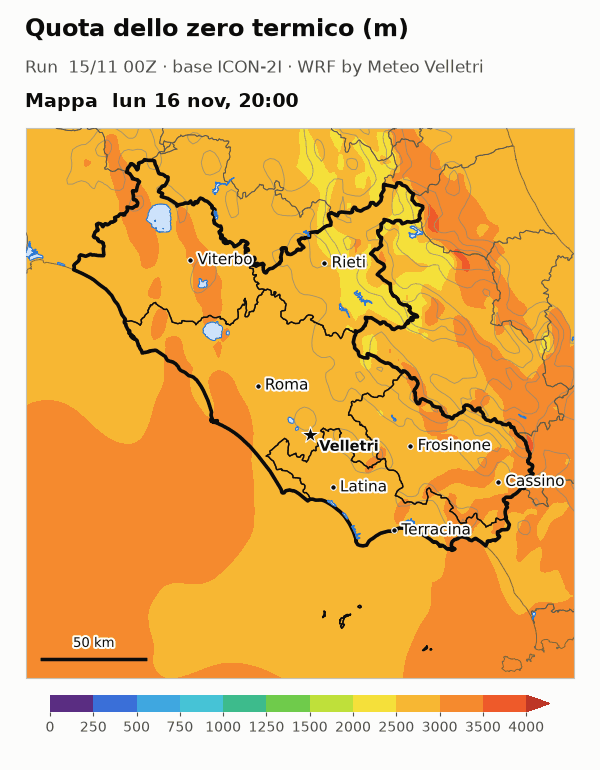 Quota dello zero termico (m)
Run  15/11 00Z · base ICON-2I · WRF by Meteo Velletri
Mappa  lun 16 nov, 20:00
Viterbo
Rieti
Roma
Velletri
Frosinone
Cassino
Latina
Terracina
50 km
0 250 500 750 1000 1250 1500 2000 2500 3000 3500 4000